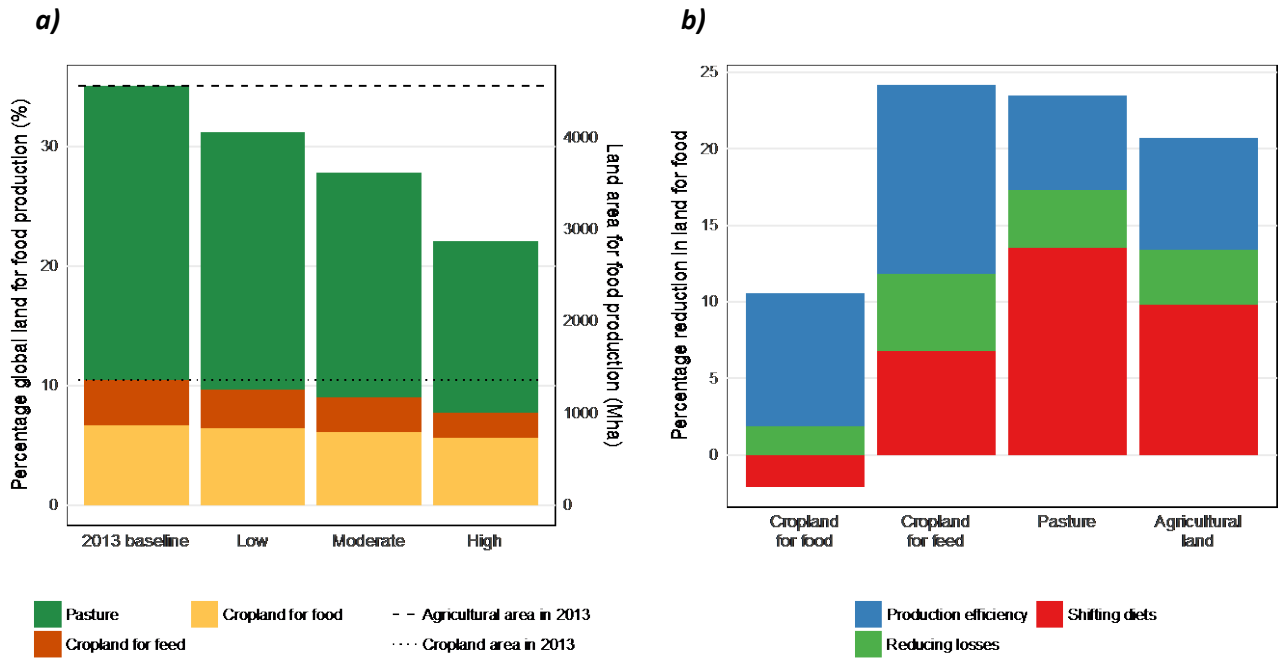 a)
Percentage global land for food production (%)
30
20
10
0
4000
3000
2000
1000
0
Land area for food production (Mha)
2013 baseline
Low
Moderate
High
Pasture
Cropland for food
Agricultural area in 2013
Cropland for feed
Cropland area in 2013
b)
Percentage reduction in land for food
25
20
15
10
5
0
Cropland
for food
Cropland
for feed
Pasture
Agricultural
land
Production efficiency
Shifting diets
Reducing losses